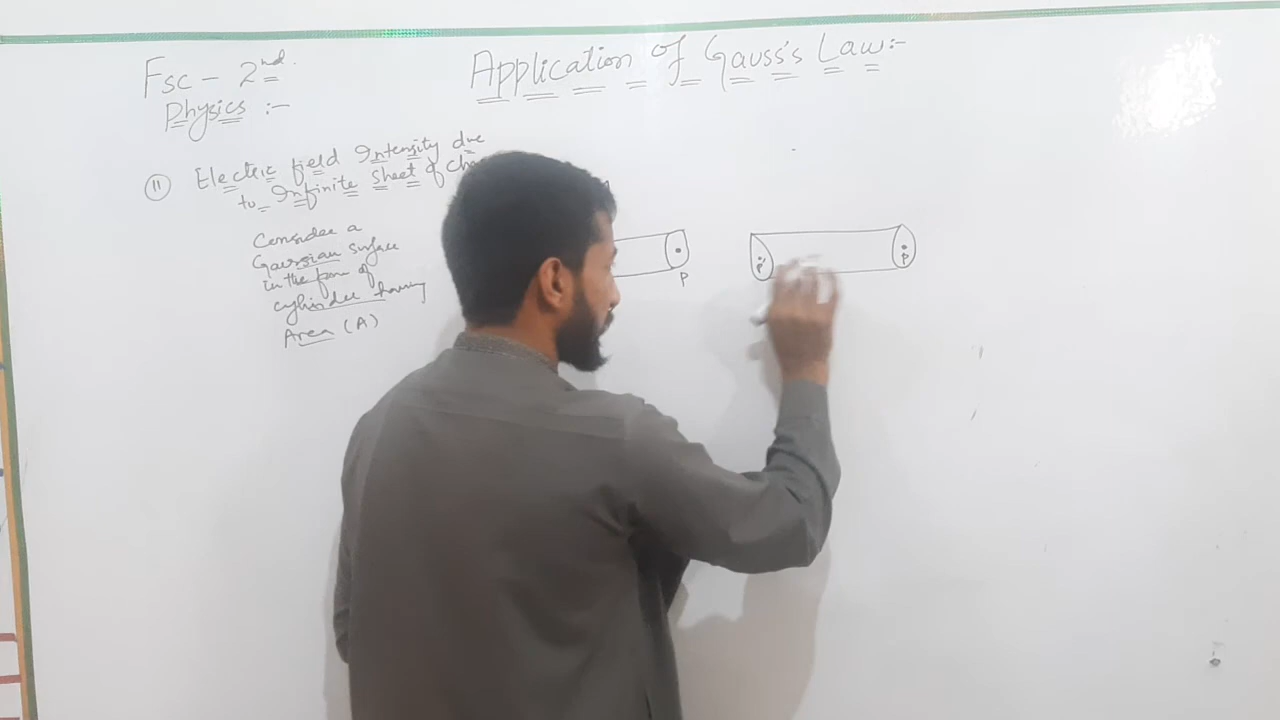 Fsc - 2nd.
Physics :-
Application Of Gauss's Law:-
(11) Electric field Intensity due
to Infinite Sheet of
Consider a
Gaussian surface
in the form of
cylinder having
Area (A)
P
P
P